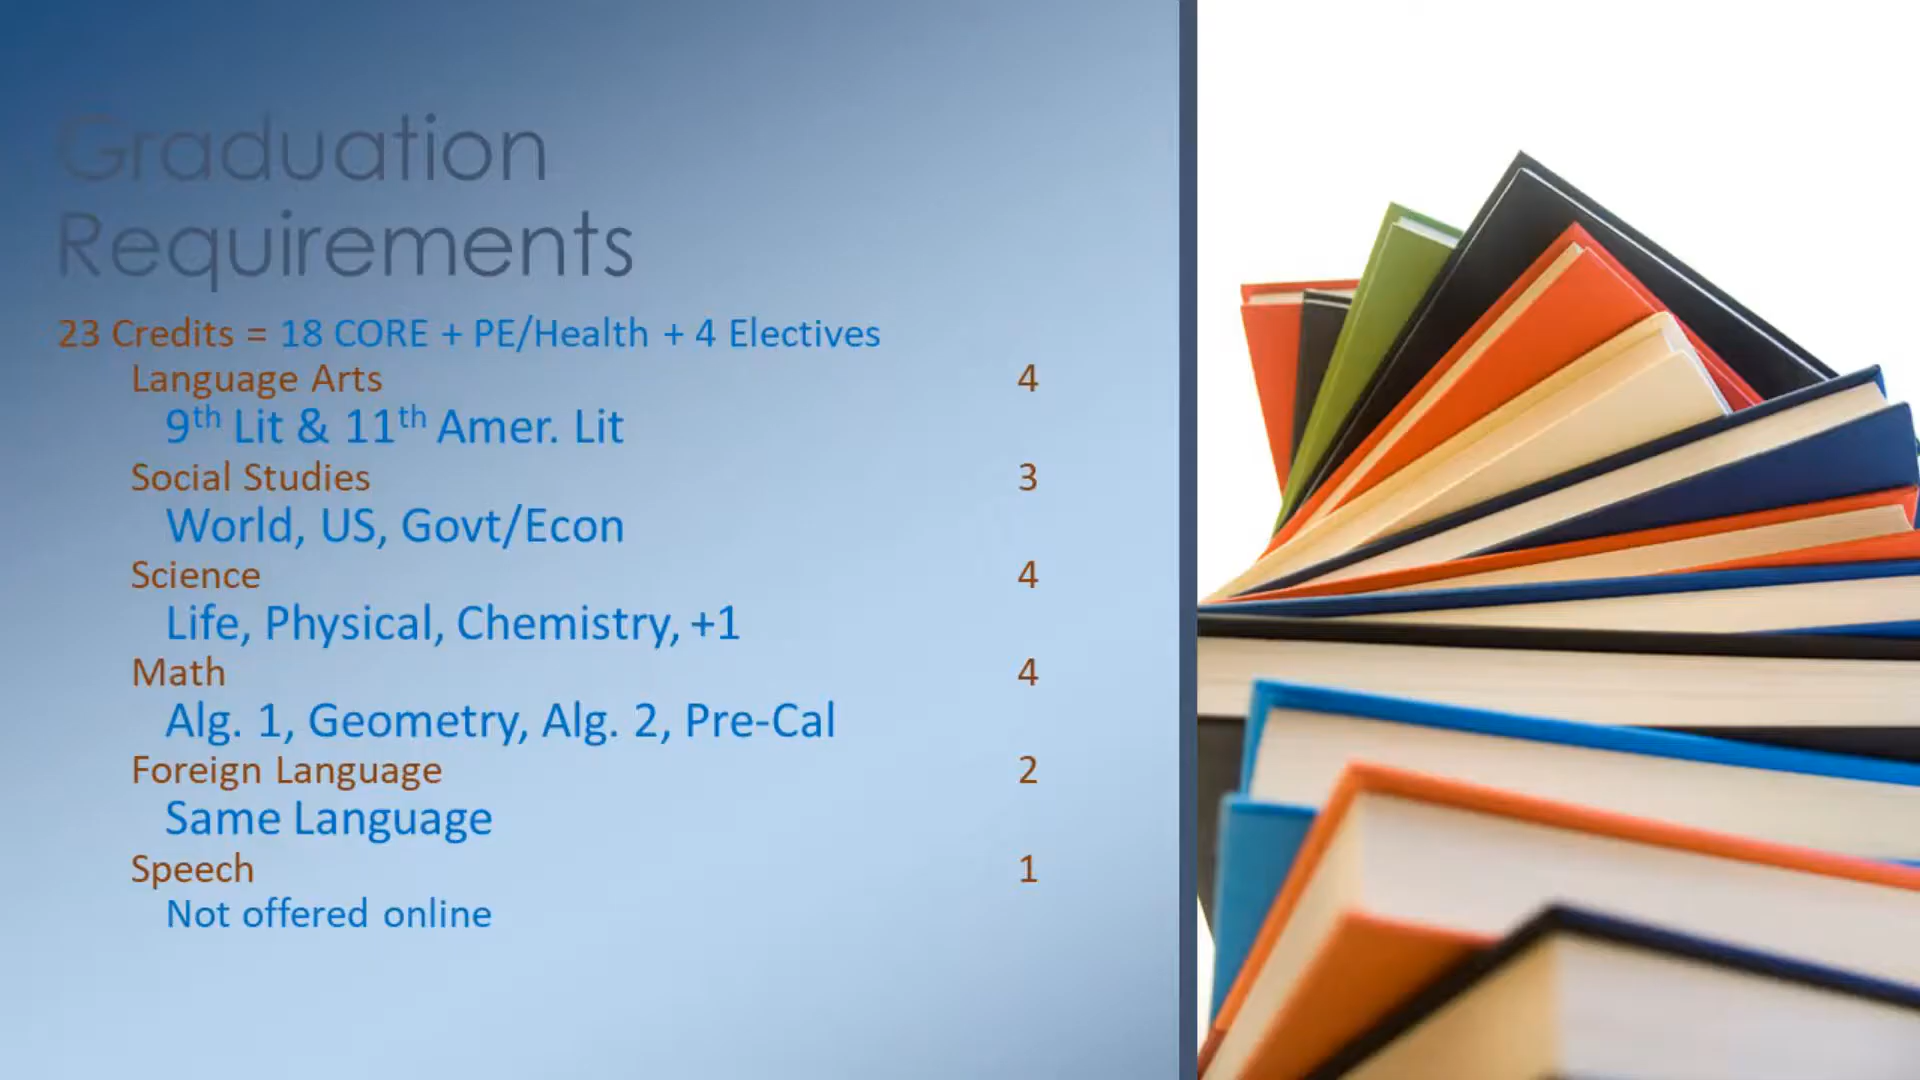 Graduation
Requirements
23 Credits = 18 CORE + PE/Health + 4 Electives
Language Arts 4
9th Lit & 11th Amer. Lit
Social Studies 3
World, US, Govt/Econ
Science 4
Life, Physical, Chemistry, +1
Math 4
Alg. 1, Geometry, Alg. 2, Pre-Cal
Foreign Language 2
Same Language
Speech 1
Not offered online